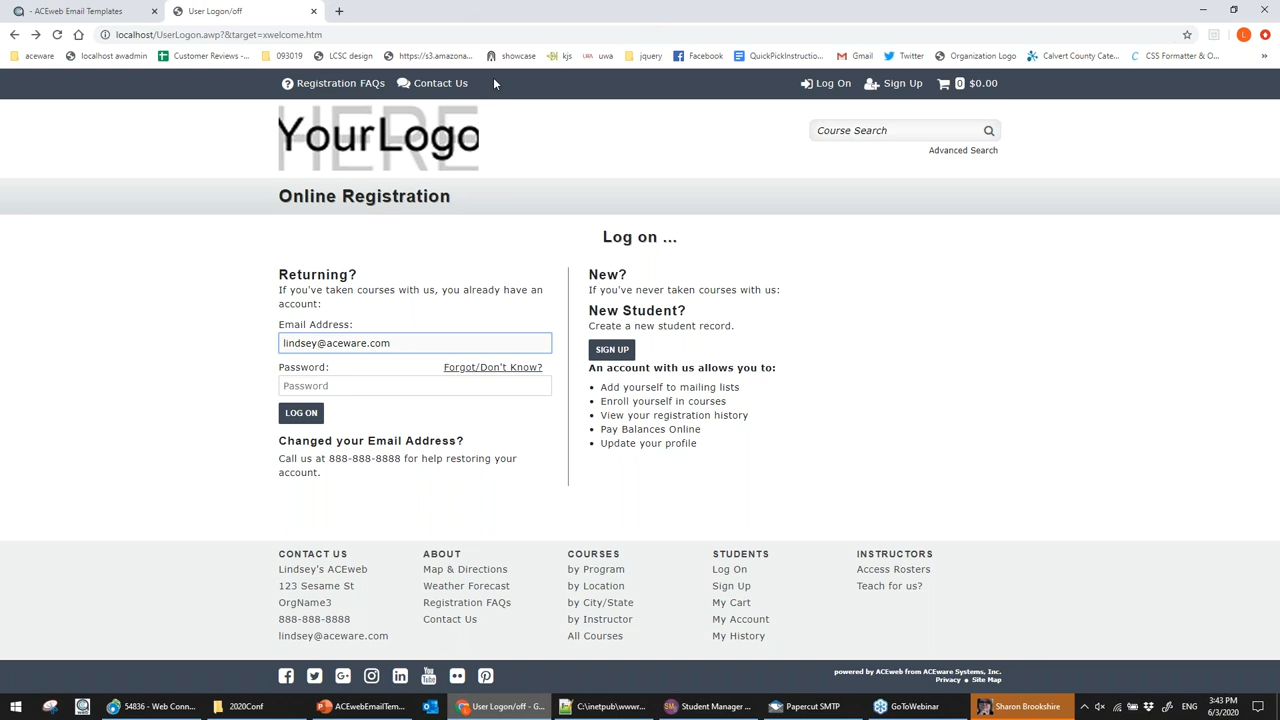 - ACEweb Email Templates
User Logon/off
localhost/UserLogon.awp?&target=xwelcome.htm
L
aceware
localhost awadmin
Customer Reviews -...
093019
LCSC design
https://s3.amazona...
showcase
kjs
uwa
jquery
Facebook
QuickPickInstructio...
Gmail
Twitter
Organization Logo
Calvert County Cate...
CSS Formatter & O...
Registration FAQs
Contact Us
Log On
Sign Up
0 $0.00
HERE
YourLogo
Course Search
Advanced Search
Online Registration
Log on ...
Returning?
If you've taken courses with us, you already have an
account:
Email Address:
lindsey@aceware.com
Password:
Forgot/Don't Know?
Password
LOG ON
Changed your Email Address?
Call us at 888-888-8888 for help restoring your
account.
New?
If you've never taken courses with us:
New Student?
Create a new student record.
SIGN UP
An account with us allows you to:
Add yourself to mailing lists
Enroll yourself in courses
View your registration history
Pay Balances Online
Update your profile
CONTACT US
Lindsey's ACEweb
123 Sesame St
OrgName3
888-888-8888
lindsey@aceware.com
ABOUT
Map & Directions
Weather Forecast
Registration FAQs
Contact Us
COURSES
by Program
by Location
by City/State
by Instructor
All Courses
STUDENTS
Log On
Sign Up
My Cart
My Account
My History
INSTRUCTORS
Access Rosters
Teach for us?
powered by ACEweb from ACEware Systems, Inc.
Privacy • Site Map
54836 - Web Conn...
2020Conf
ACEwebEmailTem...
User Logon/off - G...
C:\inetpub\wwwr...
Student Manager ...
Papercut SMTP
GoToWebinar
Sharon Brookshire
ENG
3:43 PM
6/3/2020